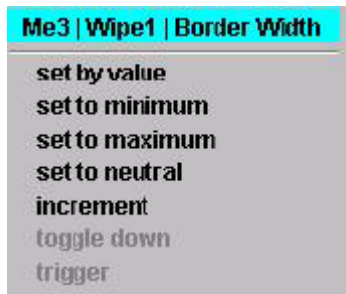 Me3 | Wipe1 | Border Width
set by value
set to minimum
set to maximum
set to neutral
increment
toggle down
trigger